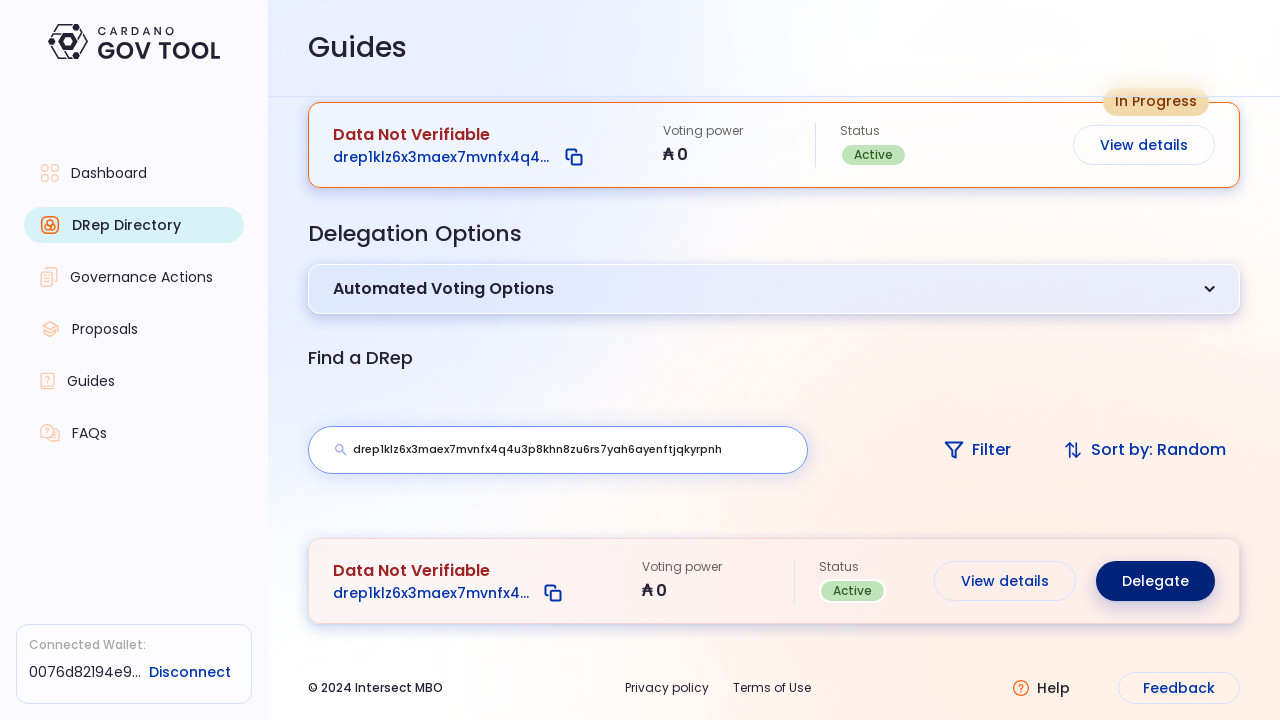 CARDANO
GOV TOOL
Guides
Dashboard
DRep Directory
Governance Actions
Proposals
Guides
FAQs
Connected Wallet:
0076d82194e9... Disconnect
In Progress
Data Not Verifiable
drep1klz6x3maex7mvnfx4q4...
Voting power
₳ 0
Status
Active
View details
Delegation Options
Automated Voting Options
Find a DRep
drep1klz6x3maex7mvnfx4q4u3p8khn8zu6rs7yah6ayenftjqkyrpnh
Filter
Sort by: Random
Data Not Verifiable
drep1klz6x3maex7mvnfx4...
Voting power
₳ 0
Status
Active
View details
Delegate
© 2024 Intersect MBO
Privacy policy
Terms of Use
Help
Feedback